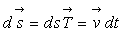 d s⃗ = ds T⃗ = v⃗ dt